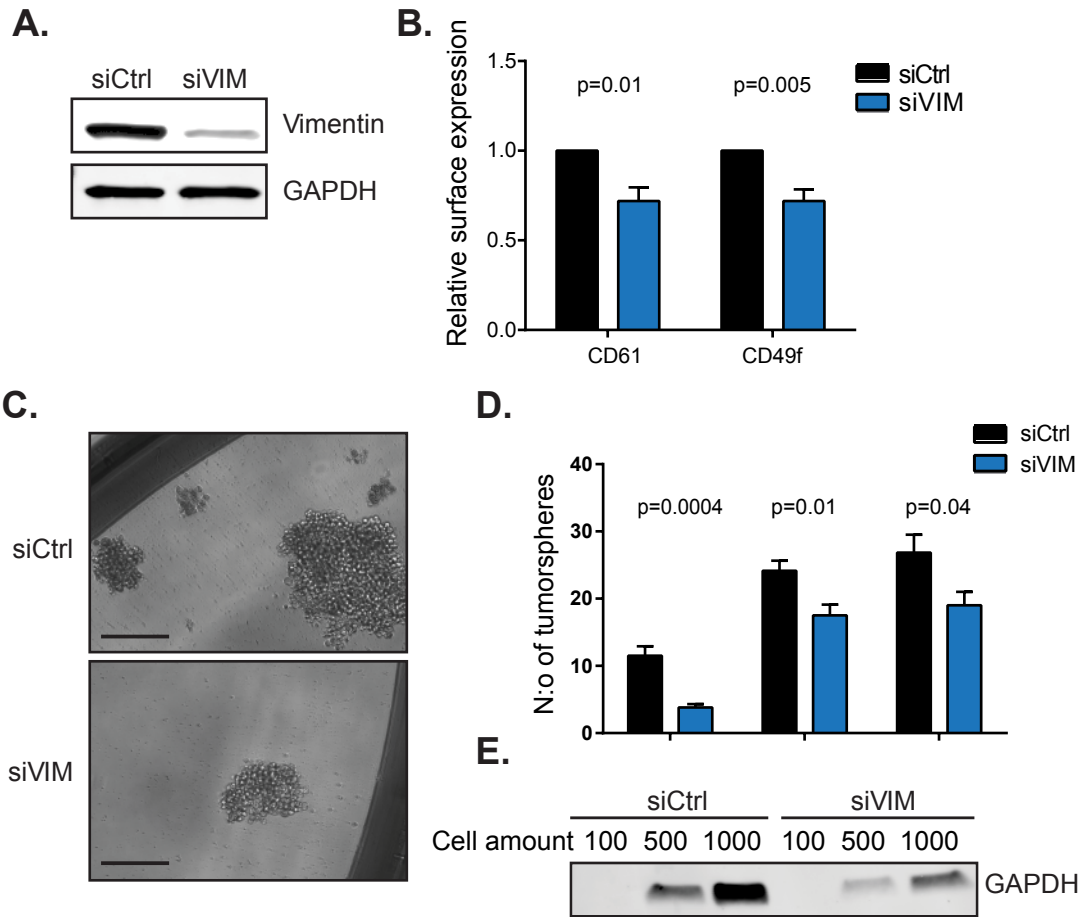 A.
siCtrl siVIM
Vimentin
GAPDH
B.
Relative surface expression
1.5
1.0
0.5
0.0
p=0.01 p=0.005
siCtrl
siVIM
CD61 CD49f
C.
siCtrl
siVIM
D.
N:o of tumorspheres
40
30
20
10
0
p=0.0004 p=0.01 p=0.04
siCtrl
siVIM
E.
siCtrl siVIM
Cell amount 100 500 1000 100 500 1000
GAPDH